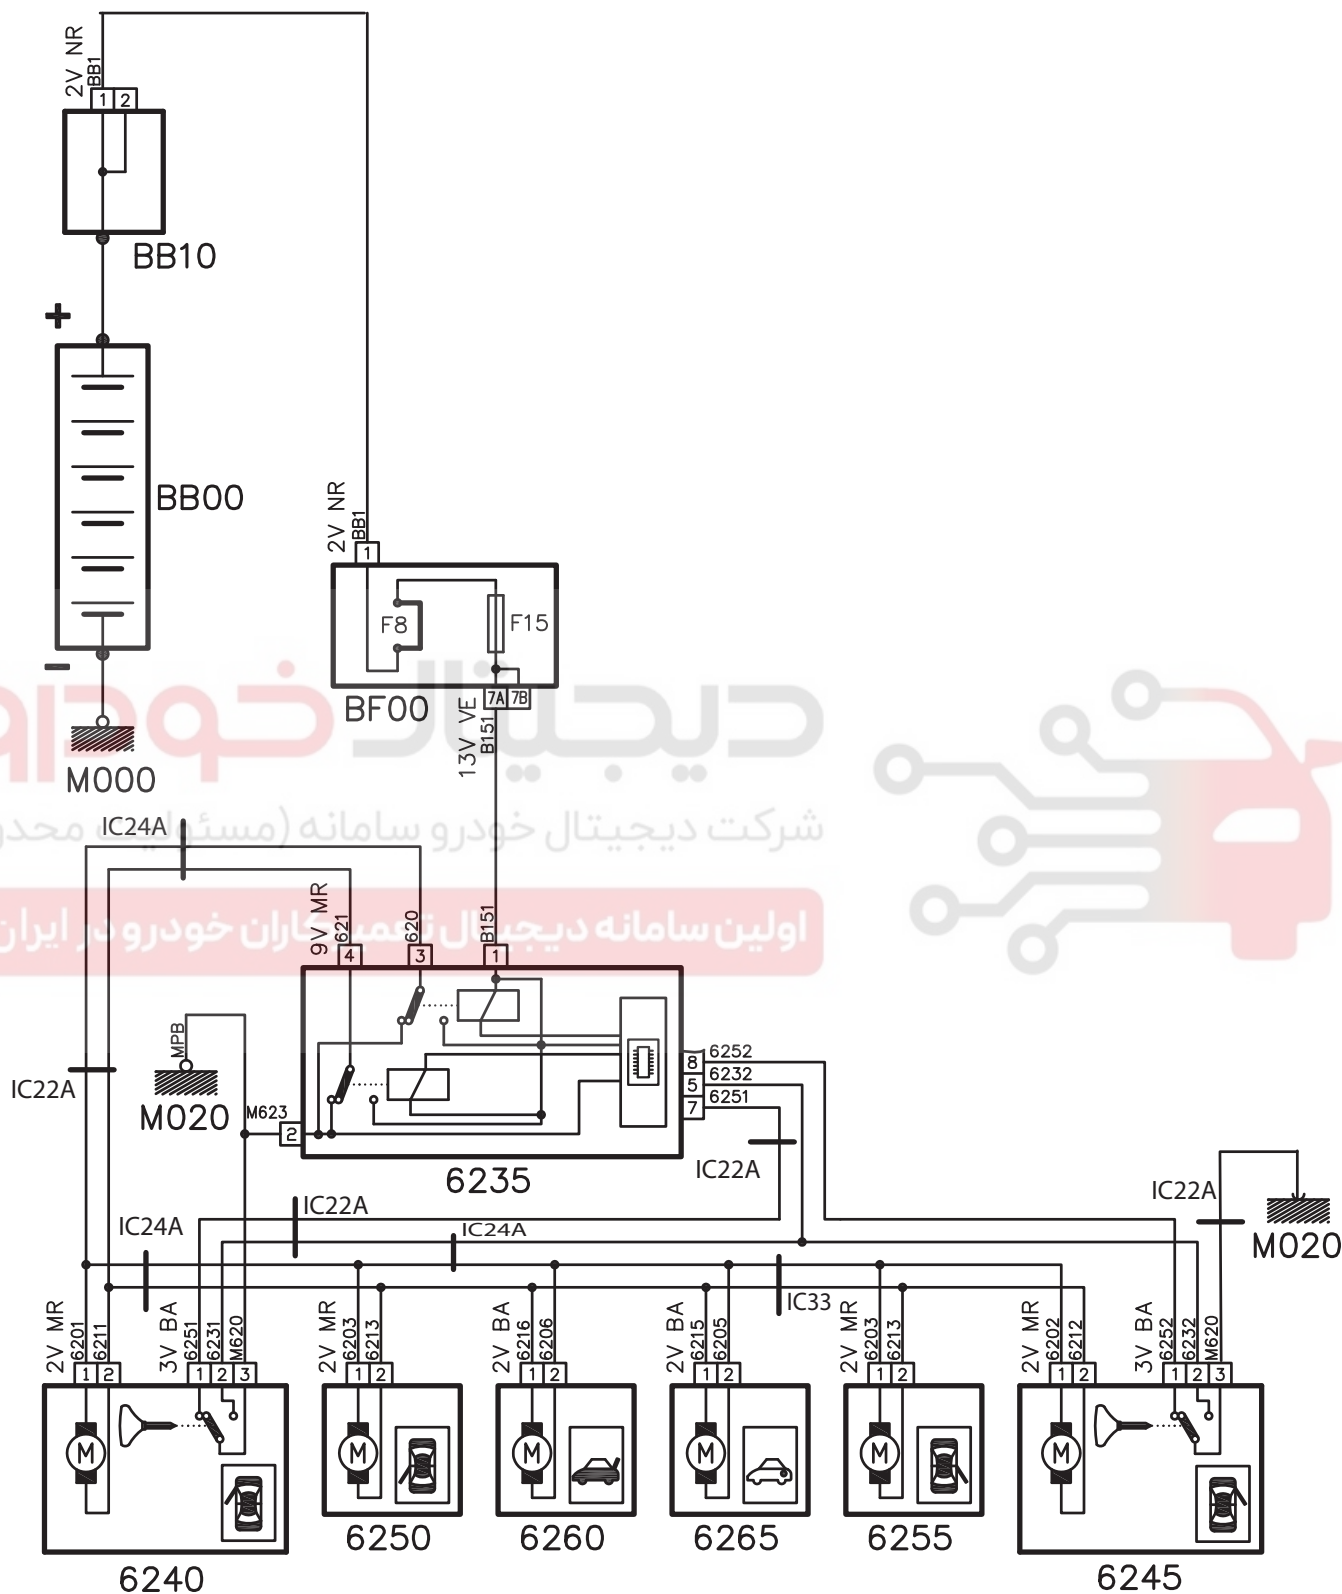 2V NR
BB1
1 2
BB10
+
BB00
2V NR
BB1
1
F8
F15
BF00
7A 7B
13V VE
B151
-
M000
دیجیتال خودرو
شرکت دیجیتال خودرو سامانه (مسئولیت
اولین سامانه دیجیتال تعمیرکاران خودرو در ایران
IC24A
9V MR
621
620
B151
4 3 1
MPB
M020
IC22A
M623
2
8 6252
5 6232
7 6251
6235
IC22A
IC22A
M020
IC24A
IC22A
IC24A
IC33
2V MR
6201
6211
3V BA
6251
6231
M620
2V MR
6203
6213
2V BA
6216
6206
2V BA
6215
6205
2V MR
6203
6213
2V MR
6202
6212
3V BA
6252
6232
M620
1 2 1 2 3 1 2 1 2 1 2 1 2 1 2 1 2 3
M M M M M M
6240 6250 6260 6265 6255 6245